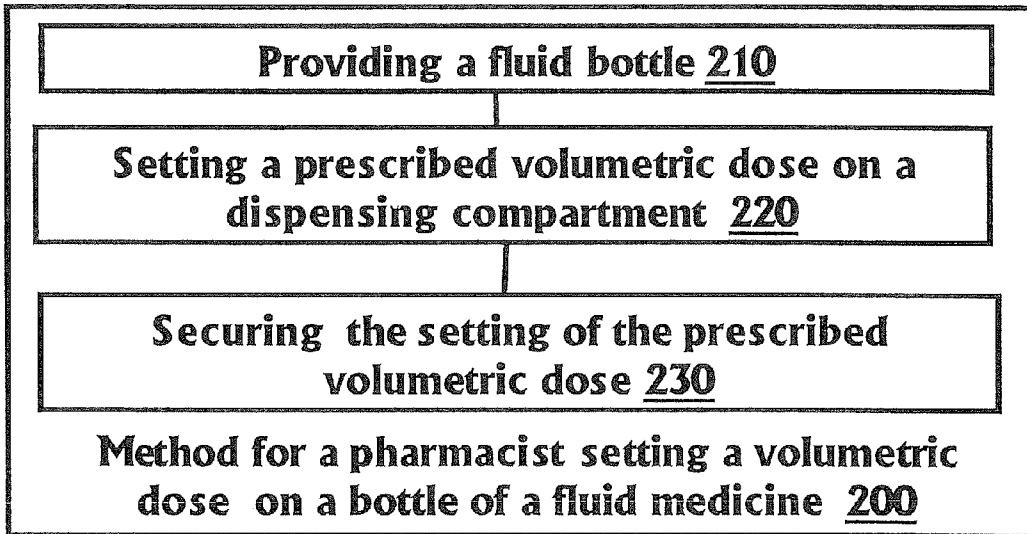 Providing a fluid bottle 210
Setting a prescribed volumetric dose on a
dispensing compartment 220
Securing the setting of the prescribed
volumetric dose 230
Method for a pharmacist setting a volumetric
dose on a bottle of a fluid medicine 200